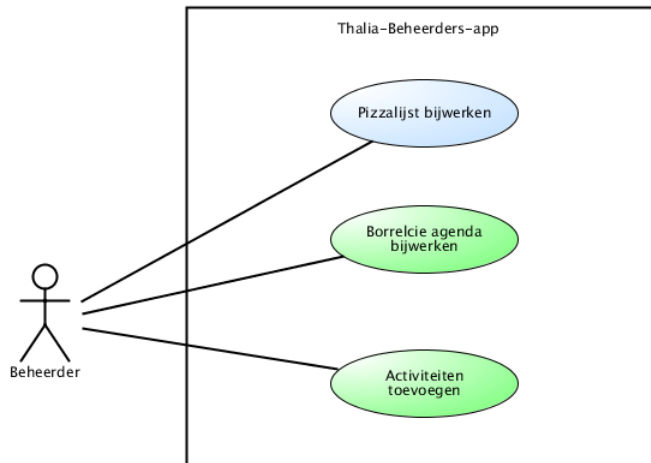 Thalia-Beheerders-app
Pizzalijst bijwerken
Borrelcie agenda
bijwerken
Beheerder
Activiteiten
toevoegen